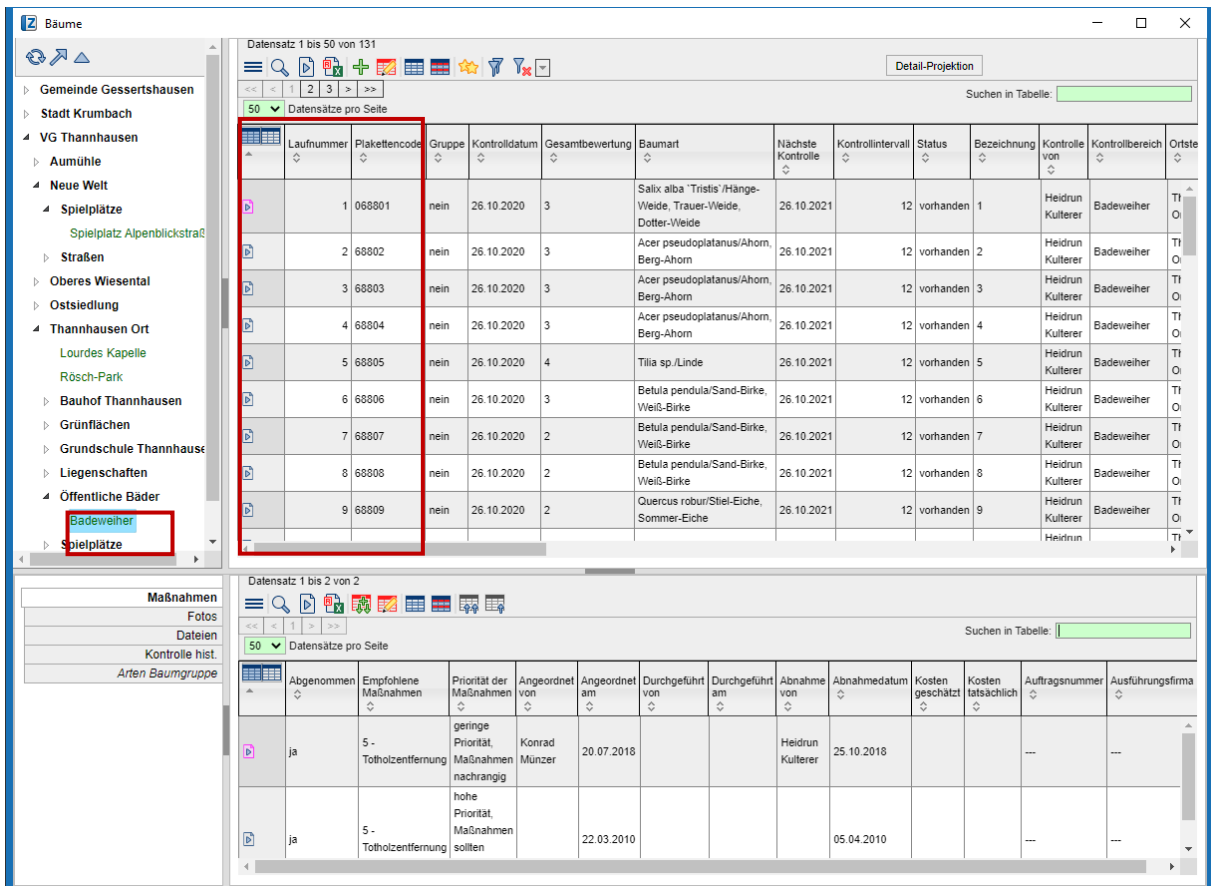 Bäume
Gemeinde Gessertshausen
Stadt Krumbach
VG Thannhausen
Aumühle
Neue Welt
Spielplätze
Spielplatz Alpenblickstraß
Straßen
Oberes Wiesental
Ostsiedlung
Thannhausen Ort
Lourdes Kapelle
Rösch-Park
Bauhof Thannhausen
Grünflächen
Grundschule Thannhause
Liegenschaften
Öffentliche Bäder
Badeweiher
Spielplätze
Datensatz 1 bis 50 von 131
Detail-Projektion
<< < 1 2 3 > >>
Suchen in Tabelle:
50 Datensätze pro Seite
Laufnummer Plakettencode Gruppe Kontrolldatum Gesamtbewertung Baumart Nächste Kontrolle Kontrollintervall Status Bezeichnung Kontrolle von Kontrollbereich Ortste
1 068801 nein 26.10.2020 3 Salix alba `Tristis`/Hänge-Weide, Trauer-Weide, Dotter-Weide 26.10.2021 12 vorhanden 1 Heidrun Kulterer Badeweiher
2 68802 nein 26.10.2020 3 Acer pseudoplatanus/Ahorn, Berg-Ahorn 26.10.2021 12 vorhanden 2 Heidrun Kulterer Badeweiher
3 68803 nein 26.10.2020 3 Acer pseudoplatanus/Ahorn, Berg-Ahorn 26.10.2021 12 vorhanden 3 Heidrun Kulterer Badeweiher
4 68804 nein 26.10.2020 3 Acer pseudoplatanus/Ahorn, Berg-Ahorn 26.10.2021 12 vorhanden 4 Heidrun Kulterer Badeweiher
5 68805 nein 26.10.2020 4 Tilia sp./Linde 26.10.2021 12 vorhanden 5 Heidrun Kulterer Badeweiher
6 68806 nein 26.10.2020 3 Betula pendula/Sand-Birke, Weiß-Birke 26.10.2021 12 vorhanden 6 Heidrun Kulterer Badeweiher
7 68807 nein 26.10.2020 2 Betula pendula/Sand-Birke, Weiß-Birke 26.10.2021 12 vorhanden 7 Heidrun Kulterer Badeweiher
8 68808 nein 26.10.2020 2 Betula pendula/Sand-Birke, Weiß-Birke 26.10.2021 12 vorhanden 8 Heidrun Kulterer Badeweiher
9 68809 nein 26.10.2020 2 Quercus robur/Stiel-Eiche, Sommer-Eiche 26.10.2021 12 vorhanden 9 Heidrun Kulterer Badeweiher
Heidrun
Maßnahmen
Fotos
Dateien
Kontrolle hist.
Arten Baumgruppe
Datensatz 1 bis 2 von 2
<< < 1 > >>
Suchen in Tabelle:
50 Datensätze pro Seite
Abgenommen Empfohlene Maßnahmen Priorität der Maßnahmen Angeordnet von Angeordnet am Durchgeführt von Durchgeführt am Abnahme von Abnahmedatum Kosten geschätzt Kosten tatsächlich Auftragsnummer Ausführungsfirma
ja 5 - Totholzentfernung geringe Priorität, Maßnahmen nachrangig Konrad Münzer 20.07.2018 Heidrun Kulterer 25.10.2018 --- ---
ja 5 - Totholzentfernung hohe Priorität, Maßnahmen sollten 22.03.2010 05.04.2010 --- ---